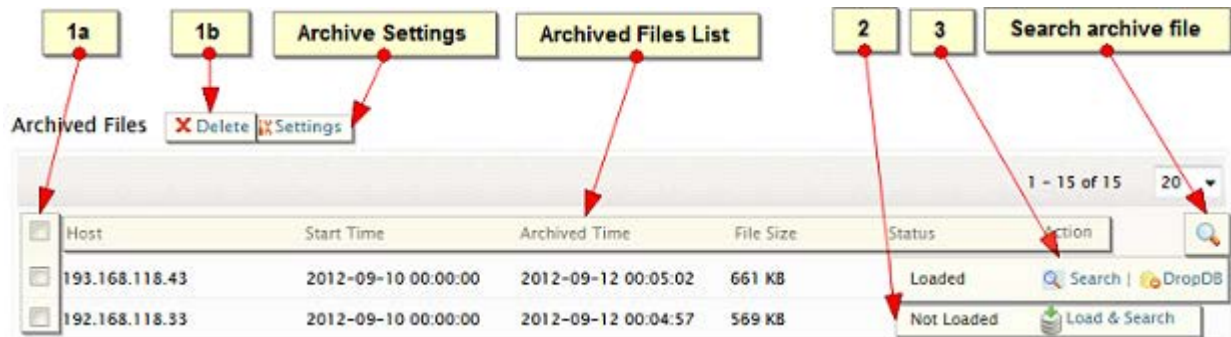 1a 1b Archive Settings Archived Files List 2 3 Search archive file
Archived Files Delete Settings
1 - 15 of 15 20
Host Start Time Archived Time File Size Status Action
193.168.118.43 2012-09-10 00:00:00 2012-09-12 00:05:02 661 KB Loaded Search | DropDB
192.168.118.33 2012-09-10 00:00:00 2012-09-12 00:04:57 569 KB Not Loaded Load & Search